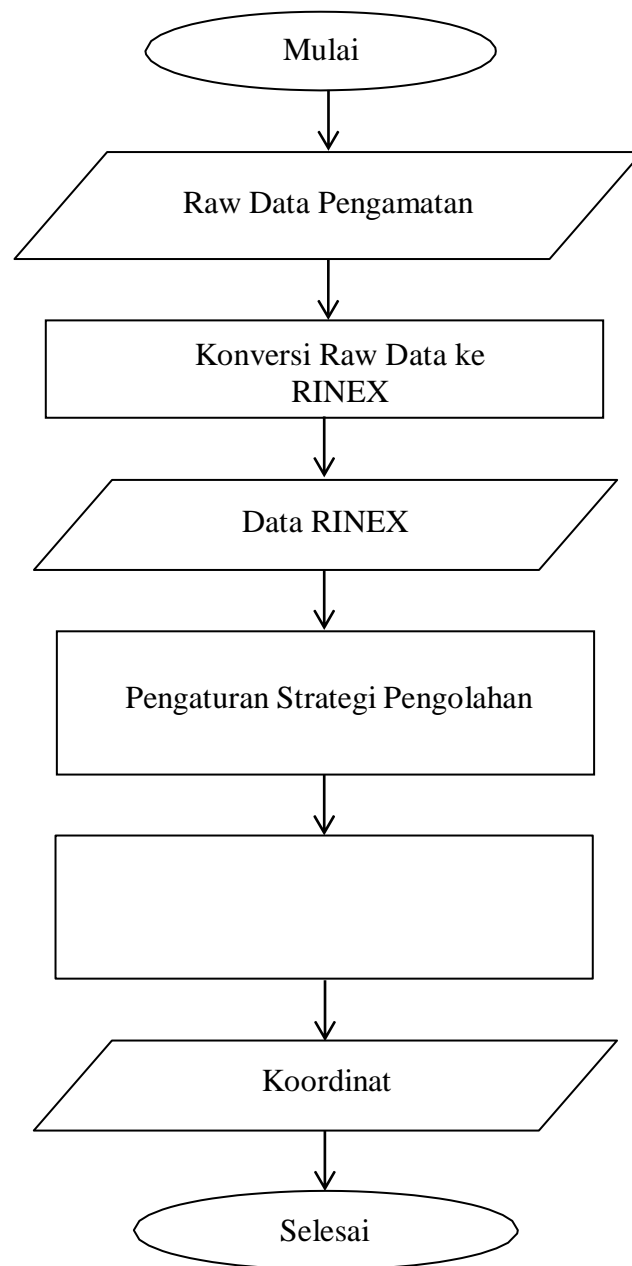 Mulai
Raw Data Pengamatan
Konversi Raw Data ke
RINEX
Data RINEX
Pengaturan Strategi Pengolahan
Koordinat
Selesai